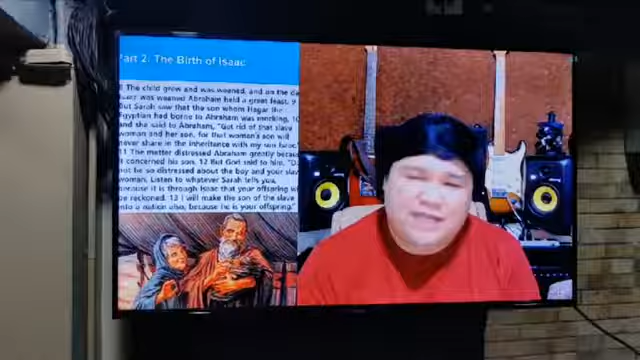 Part 2: The Birth of Isaac
8 The child grew and was weaned, and on the da
Isaac was weaned Abraham held a great feast. 9
But Sarah saw that the son whom Hagar the
Egyptian had borne to Abraham was mocking, 10
and she said to Abraham, "Get rid of that slave
woman and her son, for that woman's son will
never share in the inheritance with my son Isaac."
11 The matter distressed Abraham greatly because
it concerned his son. 12 But God said to him, "D
not be so distressed about the boy and your slav
woman. Listen to whatever Sarah tells you,
because it is through Isaac that your offspring wi
be reckoned. 13 I will make the son of the slave
into a nation also, because he is your offspring."